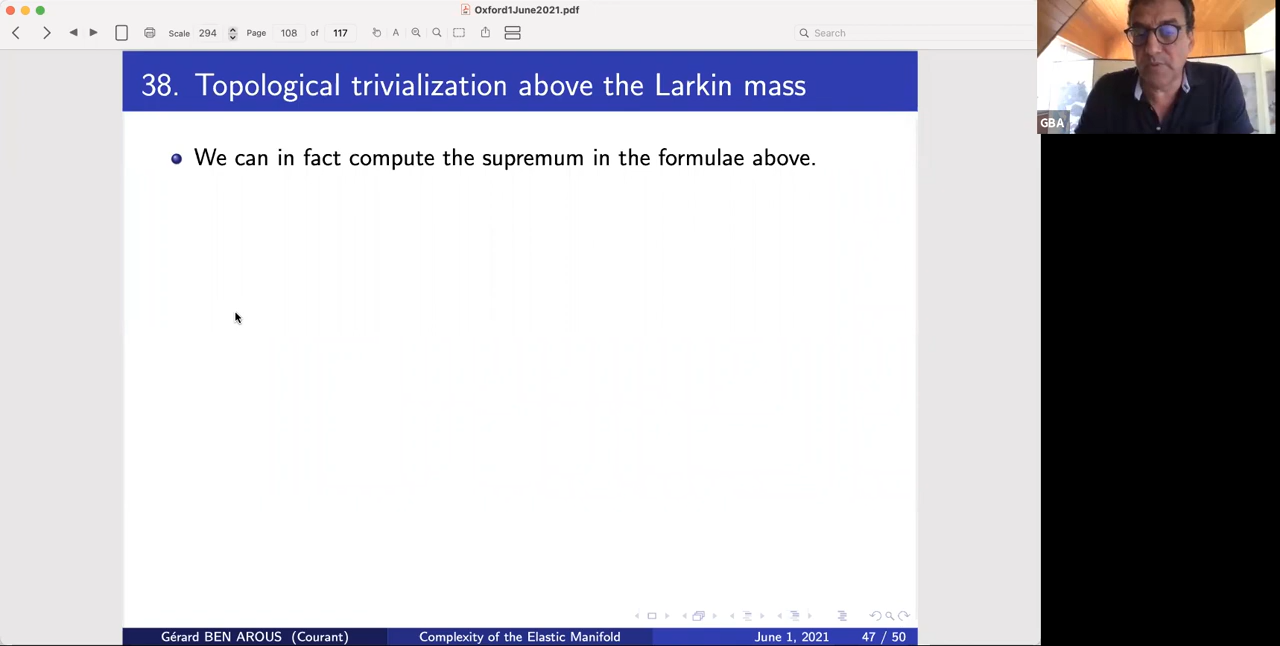 Oxford1June2021.pdf
Scale 294 Page 108 of 117 Search
38. Topological trivialization above the Larkin mass
GBA
We can in fact compute the supremum in the formulae above.
Gérard BEN AROUS (Courant) Complexity of the Elastic Manifold June 1, 2021 47 / 50